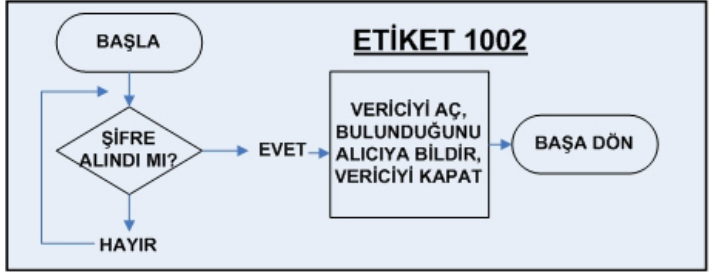 BAŞLA
ETİKET 1002
ŞİFRE
ALINDI MI?
EVET
VERİCİYİ AÇ,
BULUNDUĞUNU
ALICIYA BİLDİR,
VERİCİYİ KAPAT
BAŞA DÖN
HAYIR